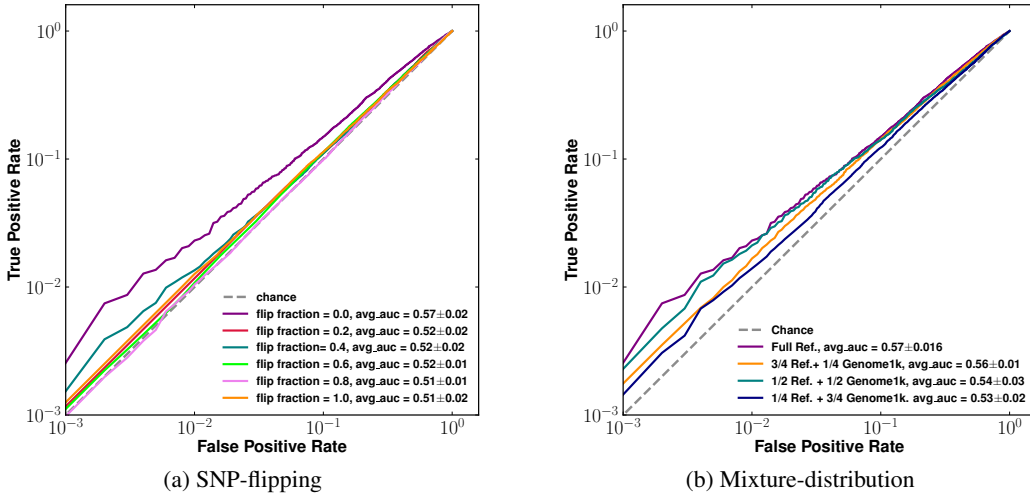 True Positive Rate
10^0
10^-1
10^-2
10^-3
chance
flip fraction = 0.0, avg_auc = 0.57±0.02
flip fraction = 0.2, avg_auc = 0.52±0.02
flip fraction= 0.4, avg_auc = 0.52±0.02
flip fraction = 0.6, avg_auc = 0.52±0.01
flip fraction = 0.8, avg_auc = 0.51±0.01
flip fraction = 1.0, avg_auc = 0.51±0.02
10^-3 10^-2 10^-1 10^0
False Positive Rate
(a) SNP-flipping
True Positive Rate
10^0
10^-1
10^-2
10^-3
Chance
Full Ref., avg_auc = 0.57±0.016
3/4 Ref.+ 1/4 Genome1k, avg_auc = 0.56±0.01
1/2 Ref. + 1/2 Genome1k, avg_auc = 0.54±0.03
1/4 Ref. + 3/4 Genome1k. avg_auc = 0.53±0.02
10^-3 10^-2 10^-1 10^0
False Positive Rate
(b) Mixture-distribution